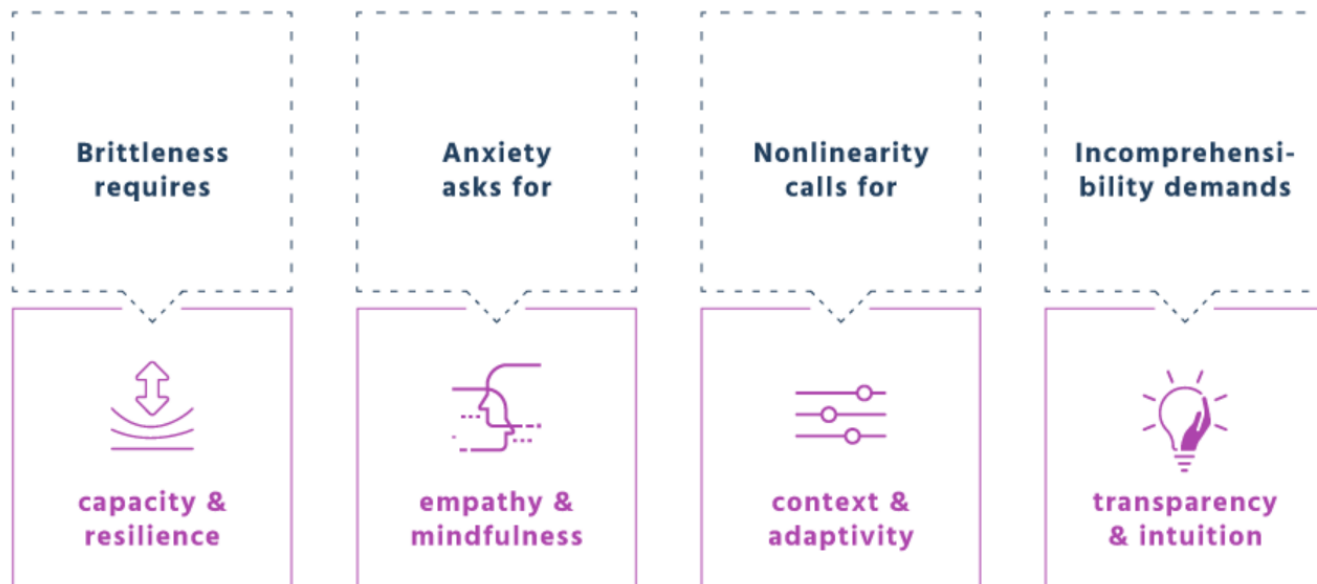 Brittleness
requires
Anxiety
asks for
Nonlinearity
calls for
Incomprehensi-
bility demands
capacity &
resilience
empathy &
mindfulness
context &
adaptivity
transparency
& intuition